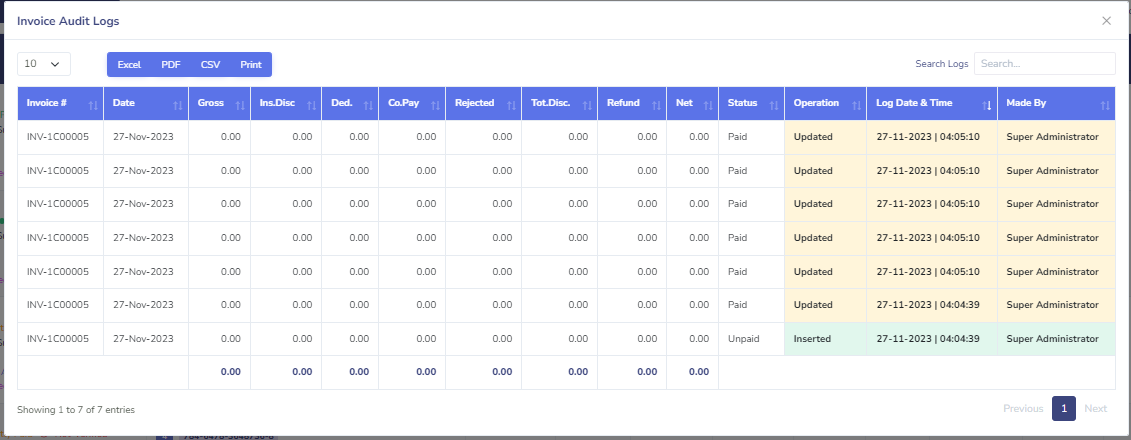 Invoice Audit Logs
10 Excel PDF CSV Print Search Logs Search...
Invoice # Date Gross Ins.Disc Ded. Co.Pay Rejected Tot.Disc. Refund Net Status Operation Log Date & Time Made By
INV-1C00005 27-Nov-2023 0.00 0.00 0.00 0.00 0.00 0.00 0.00 0.00 Paid Updated 27-11-2023 | 04:05:10 Super Administrator
INV-1C00005 27-Nov-2023 0.00 0.00 0.00 0.00 0.00 0.00 0.00 0.00 Paid Updated 27-11-2023 | 04:05:10 Super Administrator
INV-1C00005 27-Nov-2023 0.00 0.00 0.00 0.00 0.00 0.00 0.00 0.00 Paid Updated 27-11-2023 | 04:05:10 Super Administrator
INV-1C00005 27-Nov-2023 0.00 0.00 0.00 0.00 0.00 0.00 0.00 0.00 Paid Updated 27-11-2023 | 04:05:10 Super Administrator
INV-1C00005 27-Nov-2023 0.00 0.00 0.00 0.00 0.00 0.00 0.00 0.00 Paid Updated 27-11-2023 | 04:05:10 Super Administrator
INV-1C00005 27-Nov-2023 0.00 0.00 0.00 0.00 0.00 0.00 0.00 0.00 Paid Updated 27-11-2023 | 04:04:39 Super Administrator
INV-1C00005 27-Nov-2023 0.00 0.00 0.00 0.00 0.00 0.00 0.00 0.00 Unpaid Inserted 27-11-2023 | 04:04:39 Super Administrator
0.00 0.00 0.00 0.00 0.00 0.00 0.00 0.00
Showing 1 to 7 of 7 entries Previous 1 Next